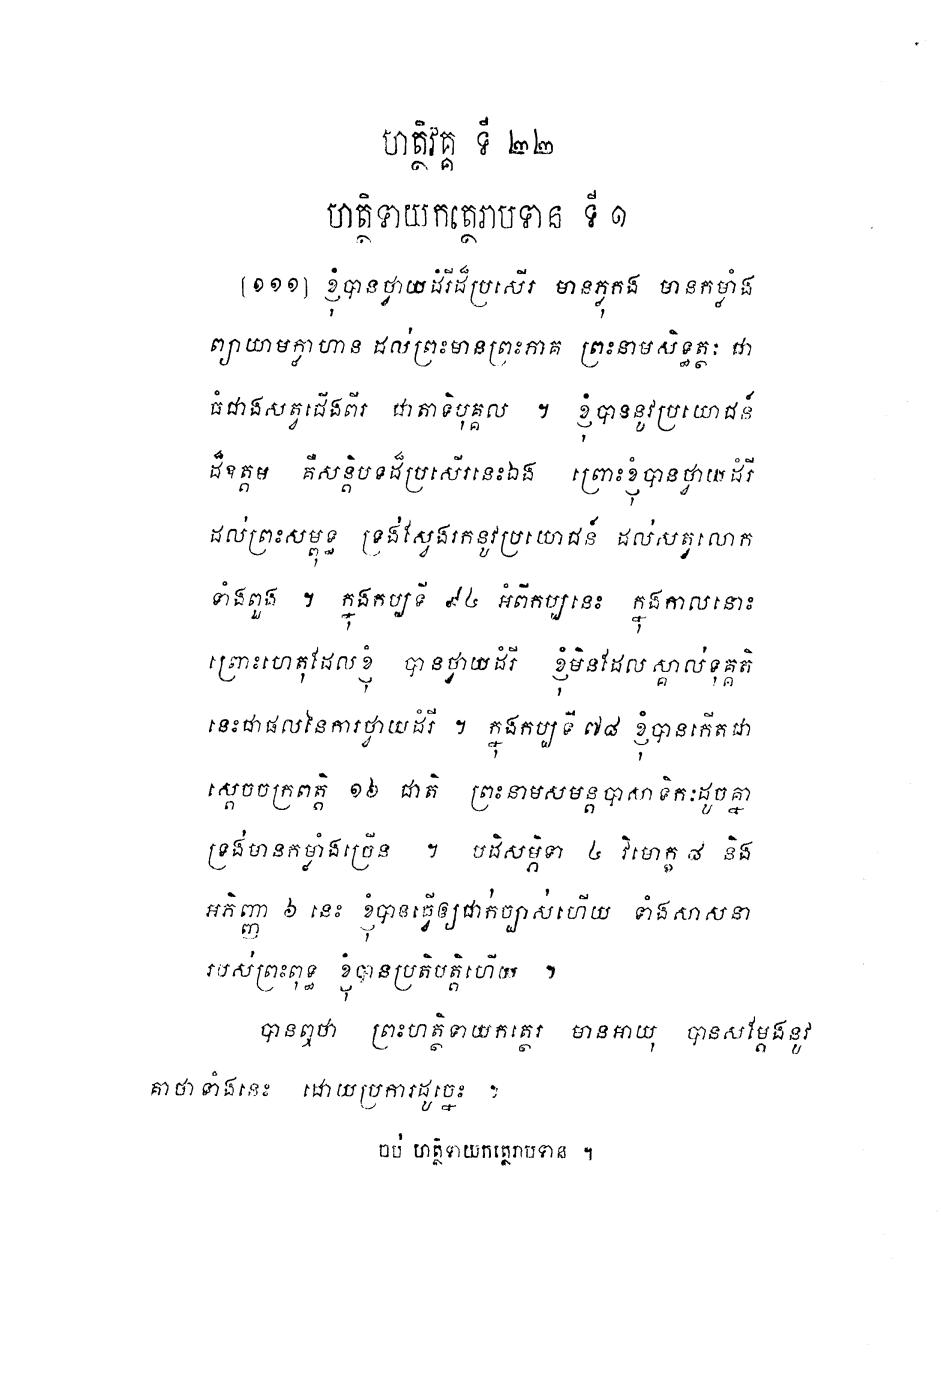 ហត្ថិវគ្គ ទី ២២
ហត្ថិទាយកត្ថេរាបទាន ទី ១
(១១១) ខ្ញុំបានថ្វាយដំរីដ៏ប្រសើរ មានភ្លុកង មានកម្លាំង
ព្យាយាមក្លាហាន ដល់ព្រះមានព្រះភាគ ព្រះនាមសិទ្ធត្ថៈ ជា
ធំជាងសត្វជើងពីរ ជាតាទិបុគ្គល ។ ខ្ញុំបាននូវប្រយោជន៍
ដ៏ឧត្តម គឺសន្តិបទដ៏ប្រសើរនេះឯង ព្រោះខ្ញុំបានថ្វាយដំរី
ដល់ព្រះសម្ពុទ្ធ ទ្រង់ស្វែងរកនូវប្រយោជន៍ ដល់សត្វលោក
ទាំងពួង ។ ក្នុងកប្បទី ៩៤ អំពីកប្បនេះ ក្នុងកាលនោះ
ព្រោះហេតុដែលខ្ញុំ បានថ្វាយដំរី ខ្ញុំមិនដែលស្គាល់ទុគ្គតិ
នេះជាផលនៃការថ្វាយដំរី ។ ក្នុងកប្បទី ៧៨ ខ្ញុំបានកើតជា
ស្តេចចក្រពត្តិ ១៦ ជាតិ ព្រះនាមសមន្តបាសាទិកៈដូចគ្នា
ទ្រង់មានកម្លាំងច្រើន ។ បដិសម្ភិទា ៤ វិមោក្ខ ៨ និង
អភិញ្ញា ៦ នេះ ខ្ញុំបានធ្វើឲ្យជាក់ច្បាស់ហើយ ទាំងសាសនា
របស់ព្រះពុទ្ធ ខ្ញុំបានប្រតិបត្តិហើយ ។
បានឮថា ព្រះហត្ថិទាយកត្ថេរ មានអាយុ បានសម្តែងនូវ
គាថាទាំងនេះ ដោយប្រការដូច្នេះ ។
ចប់ ហត្ថិទាយកត្ថេរាបទាន ។